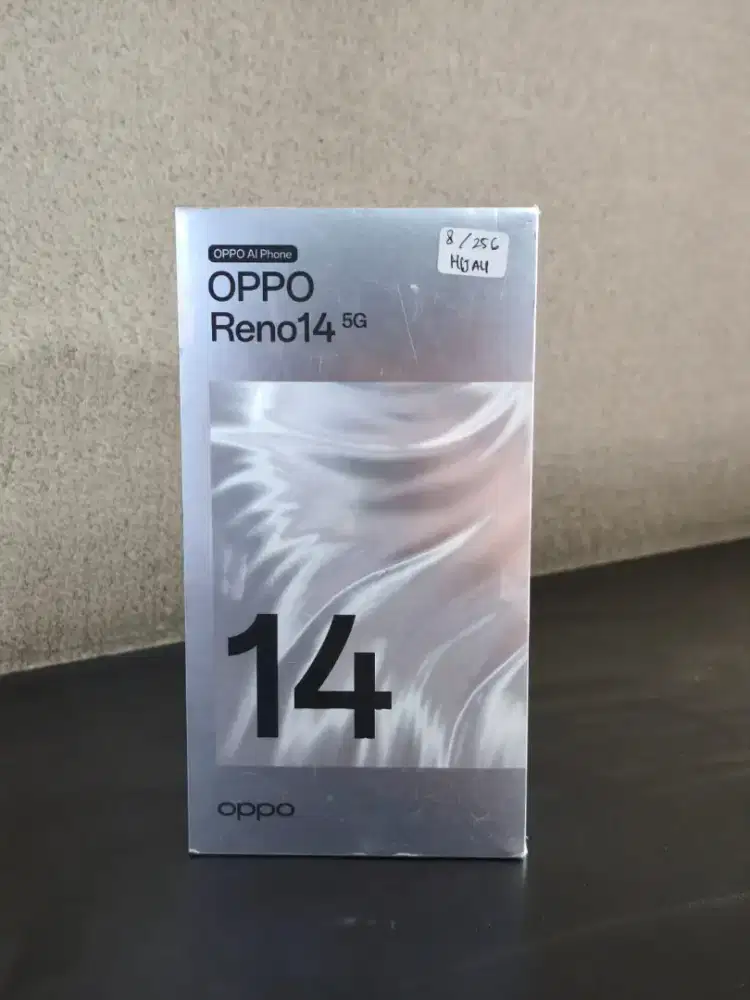 OPPO AI Phone
OPPO
Reno14 5G
8/256
HIJAU
14
oppo